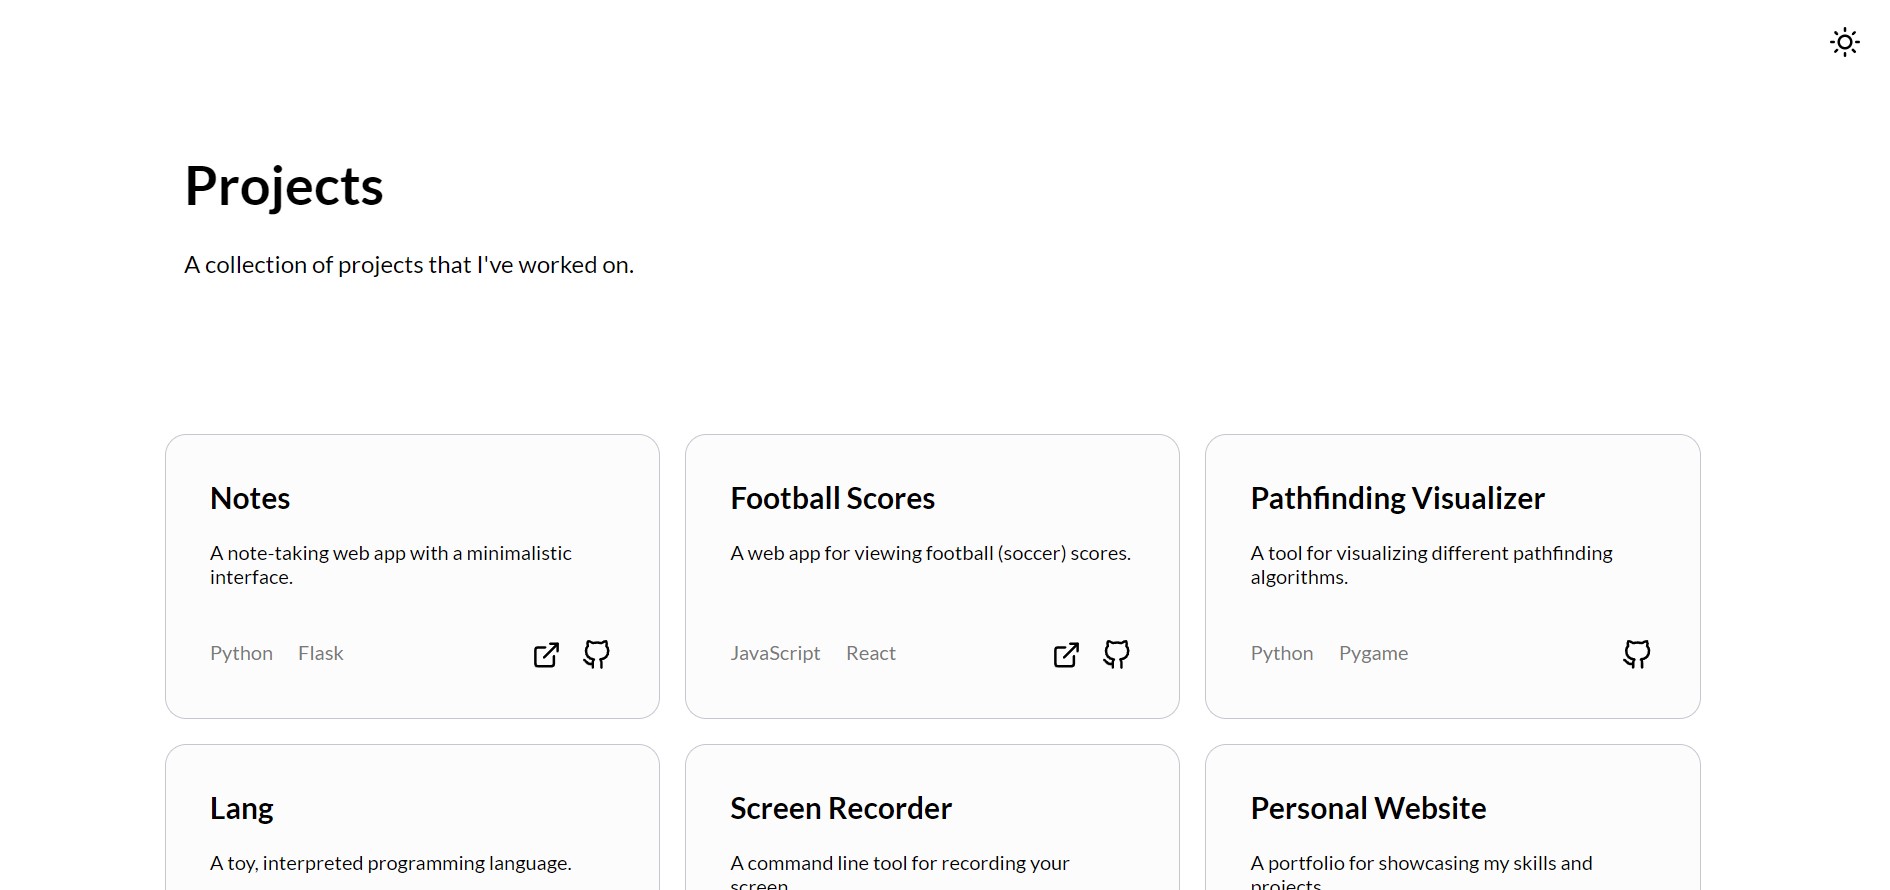 Projects
A collection of projects that I've worked on.
Notes
A note-taking web app with a minimalistic
interface.
Python Flask
Football Scores
A web app for viewing football (soccer) scores.
JavaScript React
Pathfinding Visualizer
A tool for visualizing different pathfinding
algorithms.
Python Pygame
Lang
A toy, interpreted programming language.
Screen Recorder
A command line tool for recording your
screen.
Personal Website
A portfolio for showcasing my skills and
projects.